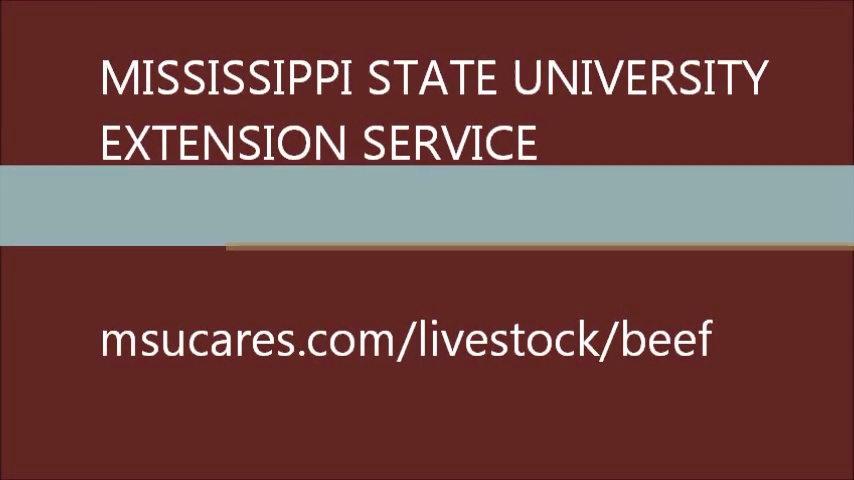 MISSISSIPPI STATE UNIVERSITY
EXTENSION SERVICE
msucares.com/livestock/beef